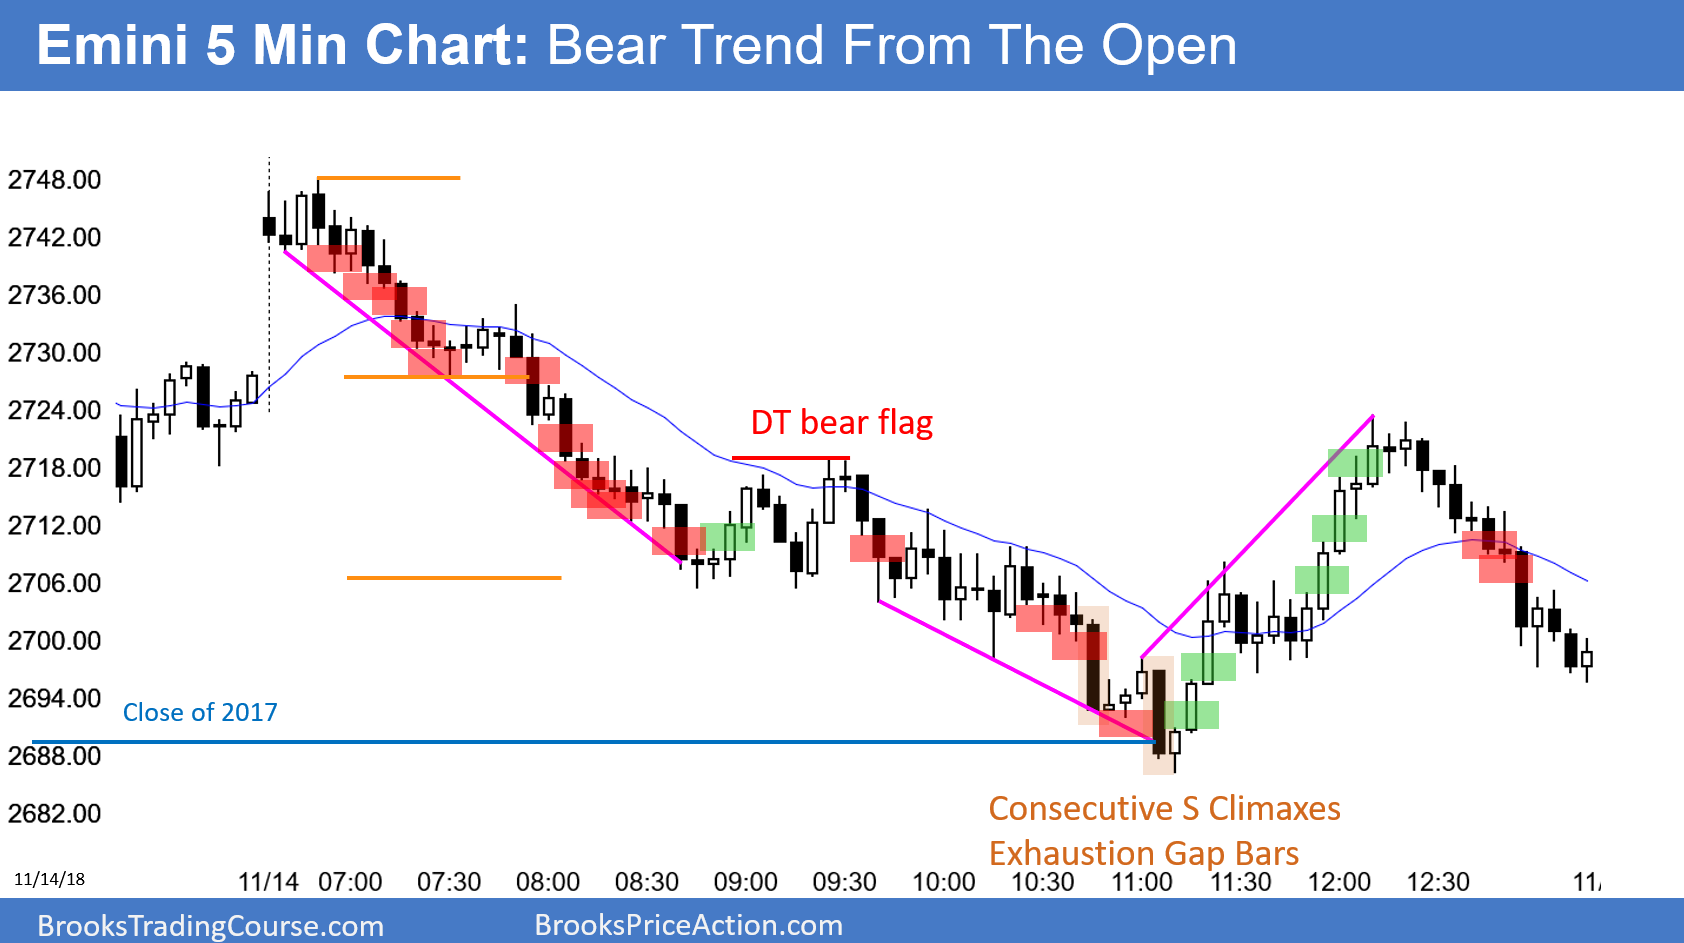 Emini 5 Min Chart: Bear Trend From The Open
2748.00
2742.00
2736.00
2730.00
2724.00
DT bear flag
2718.00
2712.00
2706.00
2700.00
2694.00
Close of 2017
2688.00
2682.00
Consecutive S Climaxes
Exhaustion Gap Bars
11/14/18
11/14 07:00 07:30 08:00 08:30 09:00 09:30 10:00 10:30 11:00 11:30 12:00 12:30 11/
BrooksTradingCourse.com BrooksPriceAction.com